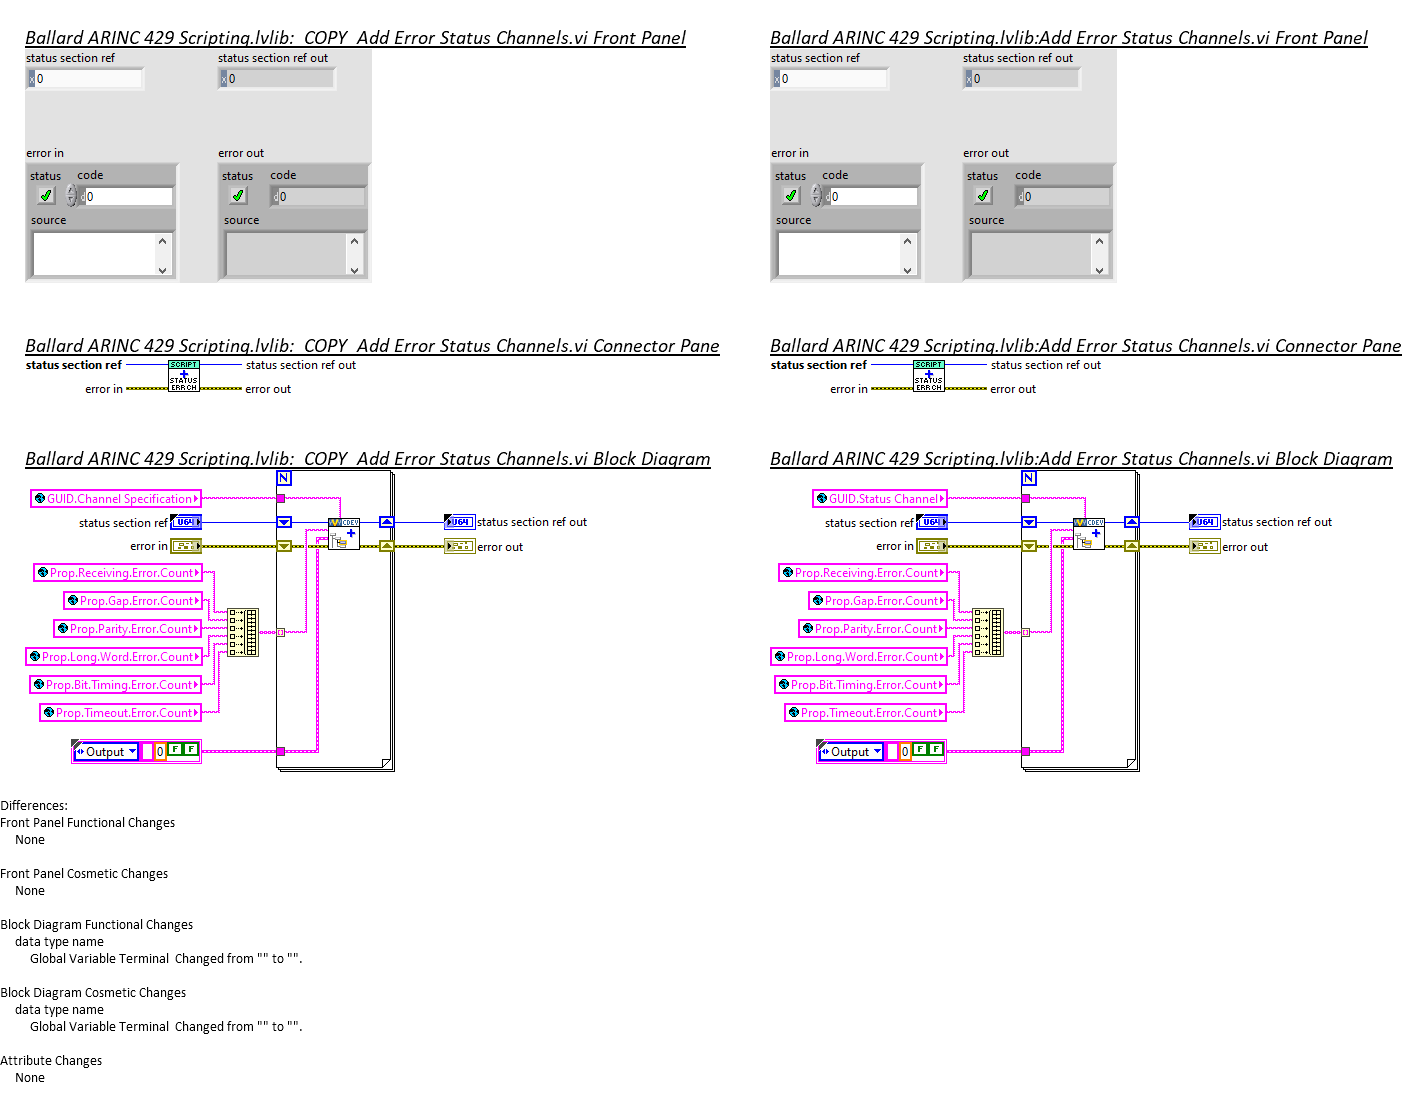 Ballard ARINC 429 Scripting.lvlib: COPY Add Error Status Channels.vi Front Panel
status section ref
status section ref out
x 0
x 0
error in
error out
status
code
status
code
d 0
d 0
source
source
Ballard ARINC 429 Scripting.lvlib:Add Error Status Channels.vi Front Panel
status section ref
status section ref out
x 0
x 0
error in
error out
status
code
status
code
d 0
d 0
source
source
Ballard ARINC 429 Scripting.lvlib: COPY Add Error Status Channels.vi Connector Pane
status section ref
SCRIPT
STATUS
ERR CH
status section ref out
error in
error out
Ballard ARINC 429 Scripting.lvlib:Add Error Status Channels.vi Connector Pane
status section ref
SCRIPT
STATUS
ERR CH
status section ref out
error in
error out
Ballard ARINC 429 Scripting.lvlib: COPY Add Error Status Channels.vi Block Diagram
N
GUID.Channel Specification
status section ref
U64
CDEV
U64
status section ref out
error in
error out
Prop.Receiving.Error.Count
Prop.Gap.Error.Count
Prop.Parity.Error.Count
Prop.Long.Word.Error.Count
Prop.Bit.Timing.Error.Count
Prop.Timeout.Error.Count
Output
0
F
F
Ballard ARINC 429 Scripting.lvlib:Add Error Status Channels.vi Block Diagram
N
GUID.Status Channel
status section ref
U64
CDEV
U64
status section ref out
error in
error out
Prop.Receiving.Error.Count
Prop.Gap.Error.Count
Prop.Parity.Error.Count
Prop.Long.Word.Error.Count
Prop.Bit.Timing.Error.Count
Prop.Timeout.Error.Count
Output
0
F
F
Differences:
Front Panel Functional Changes
None
Front Panel Cosmetic Changes
None
Block Diagram Functional Changes
data type name
Global Variable Terminal Changed from "" to "".
Block Diagram Cosmetic Changes
data type name
Global Variable Terminal Changed from "" to "".
Attribute Changes
None